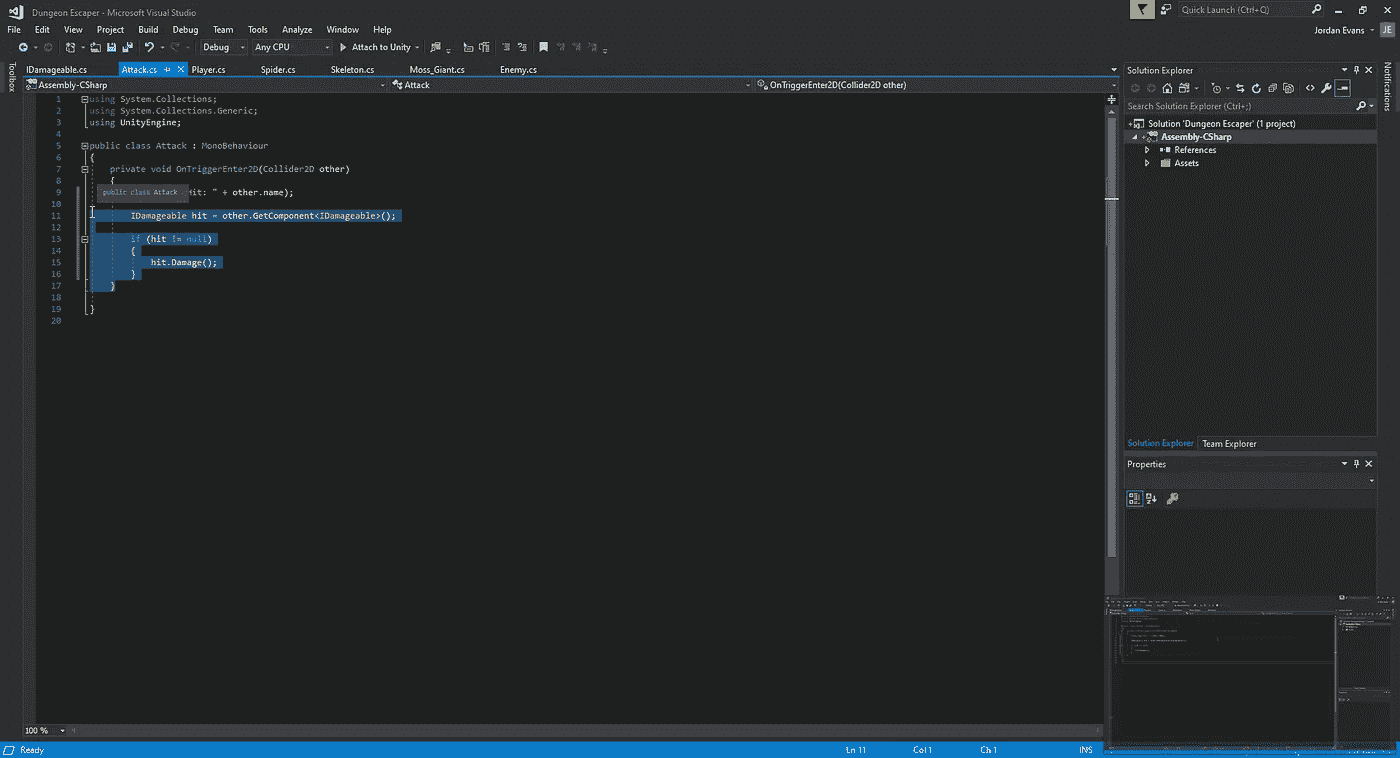 Dungeon Escaper - Microsoft Visual Studio
Quick Launch (Ctrl+Q)
File Edit View Project Build Debug Team Tools Analyze Window Help
Jordan Evans JE
Debug Any CPU Attach to Unity
Toolbox
IDamageable.cs Attack.cs Player.cs Spider.cs Skeleton.cs Moss_Giant.cs Enemy.cs
Assembly-CSharp Attack OnTriggerEnter2D(Collider2D other)
1 using System.Collections;
2 using System.Collections.Generic;
3 using UnityEngine;
4
5 public class Attack : MonoBehaviour
6 {
7 private void OnTriggerEnter2D(Collider2D other)
8 {
9 public class Attack Hit: " + other.name);
10
11 IDamageable hit = other.GetComponent<IDamageable>();
12
13 if (hit != null)
14 {
15 hit.Damage();
16 }
17 }
18
19 }
20
100 %
Solution Explorer
Search Solution Explorer (Ctrl+;)
Solution 'Dungeon Escaper' (1 project)
Assembly-CSharp
References
Assets
Solution Explorer Team Explorer
Properties
Notifications
Ready Ln 11 Col 1 Ch 1 INS